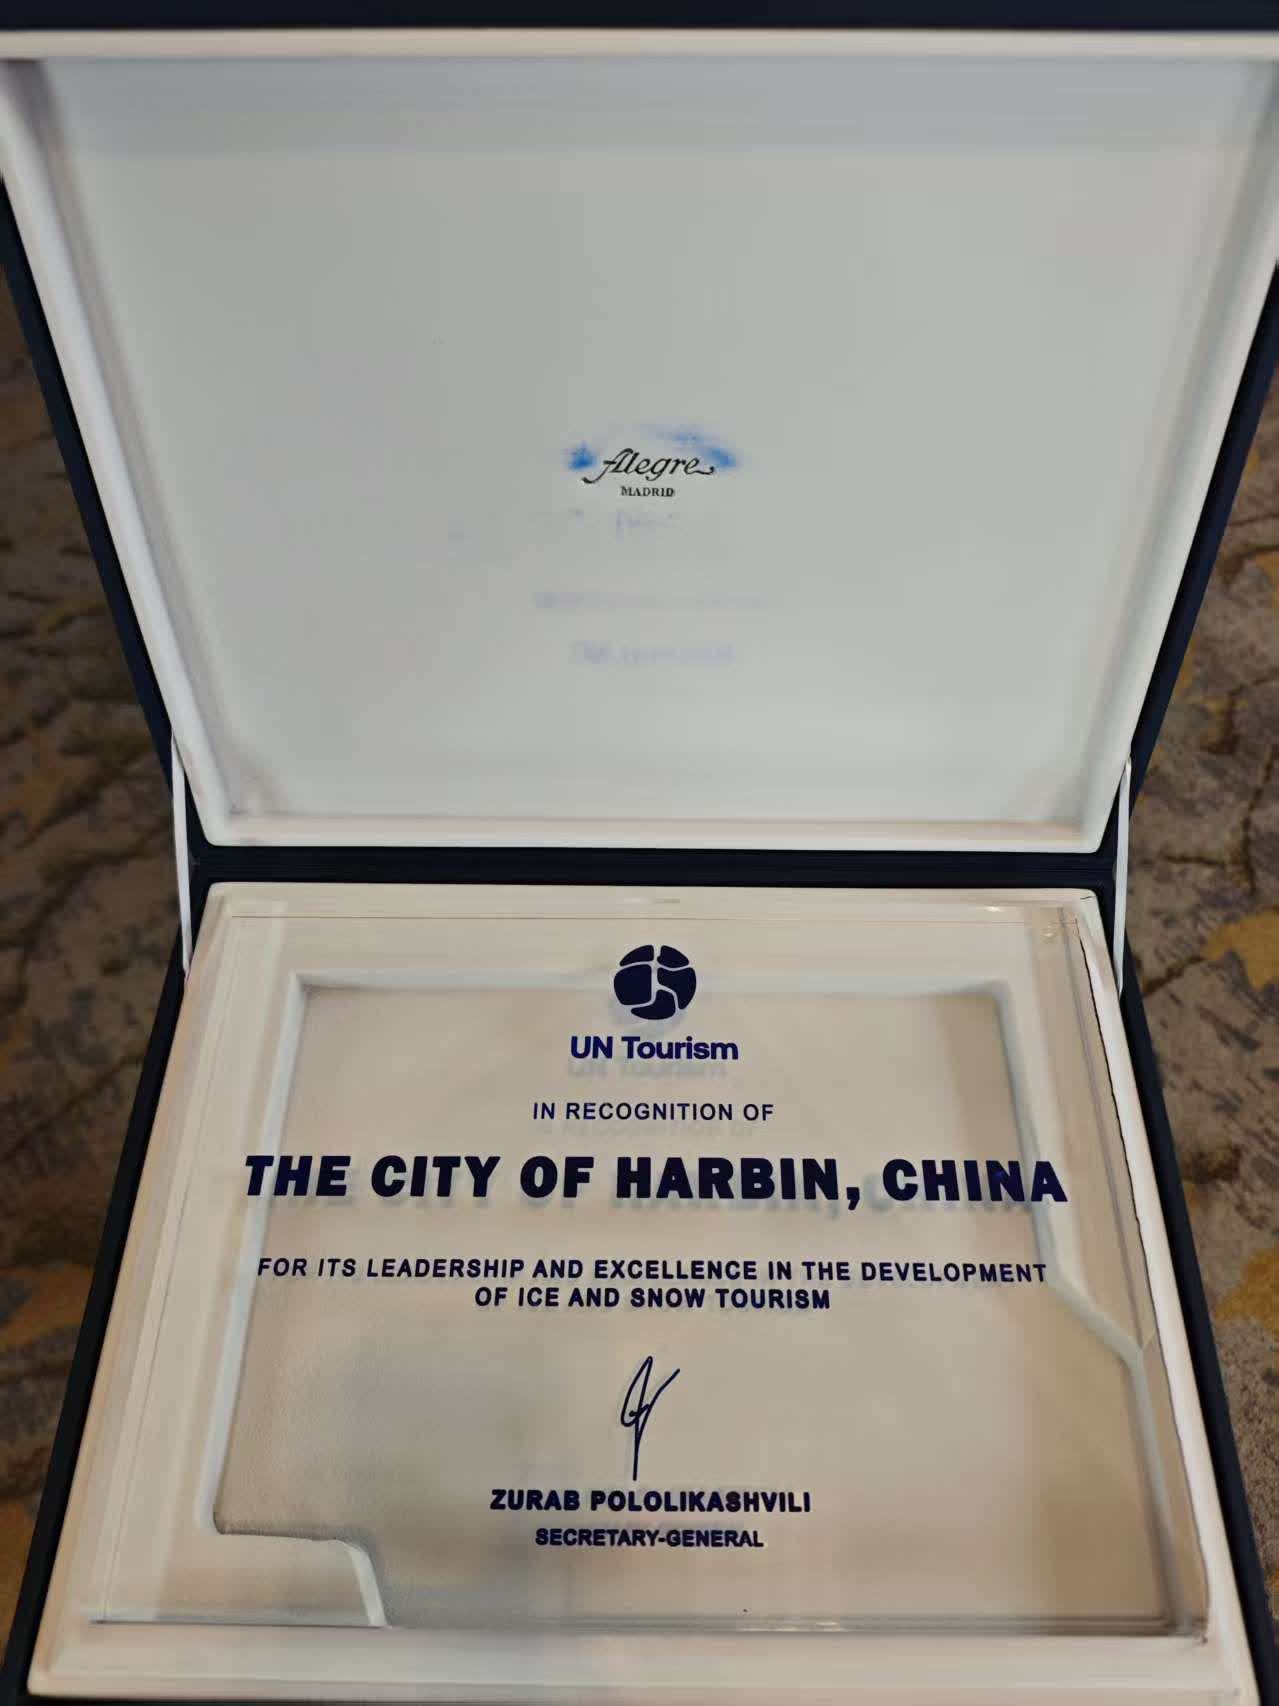 Alegre
MADRID
UN Tourism
IN RECOGNITION OF
THE CITY OF HARBIN, CHINA
FOR ITS LEADERSHIP AND EXCELLENCE IN THE DEVELOPMENT
OF ICE AND SNOW TOURISM
ZURAB POLOLIKASHVILI
SECRETARY-GENERAL